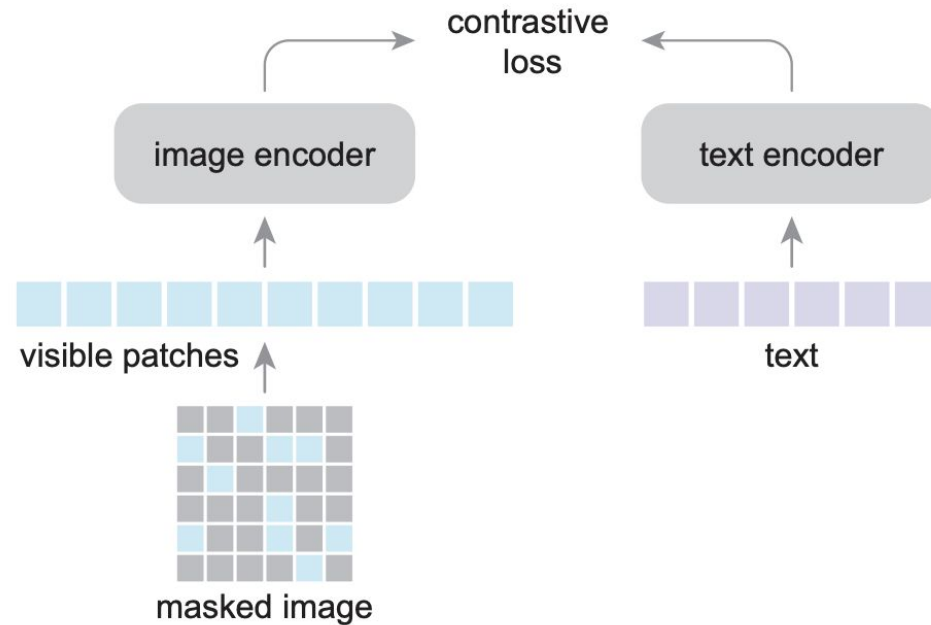 contrastive
loss
image encoder
text encoder
visible patches
text
masked image